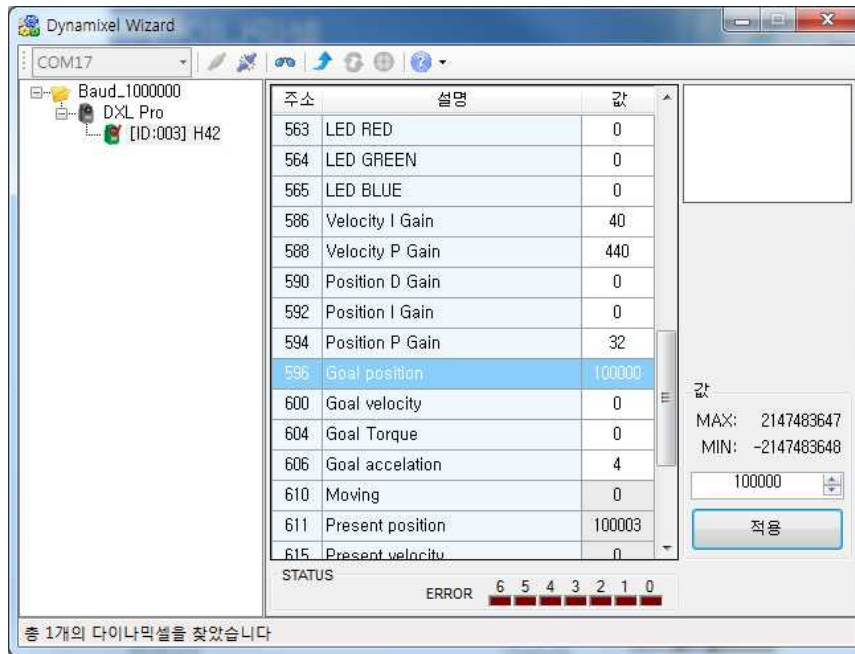 Dynamixel Wizard
COM17
Baud_1000000
DXL Pro
[ID:003] H42
주소 설명 값
563 LED RED 0
564 LED GREEN 0
565 LED BLUE 0
586 Velocity I Gain 40
588 Velocity P Gain 440
590 Position D Gain 0
592 Position I Gain 0
594 Position P Gain 32
596 Goal position 100000
600 Goal velocity 0
604 Goal Torque 0
606 Goal accelation 4
610 Moving 0
611 Present position 100003
615 Present velocity 0
값
MAX: 2147483647
MIN: -2147483648
100000
적용
STATUS
ERROR 6 5 4 3 2 1 0
총 1개의 다이나믹셀을 찾았습니다